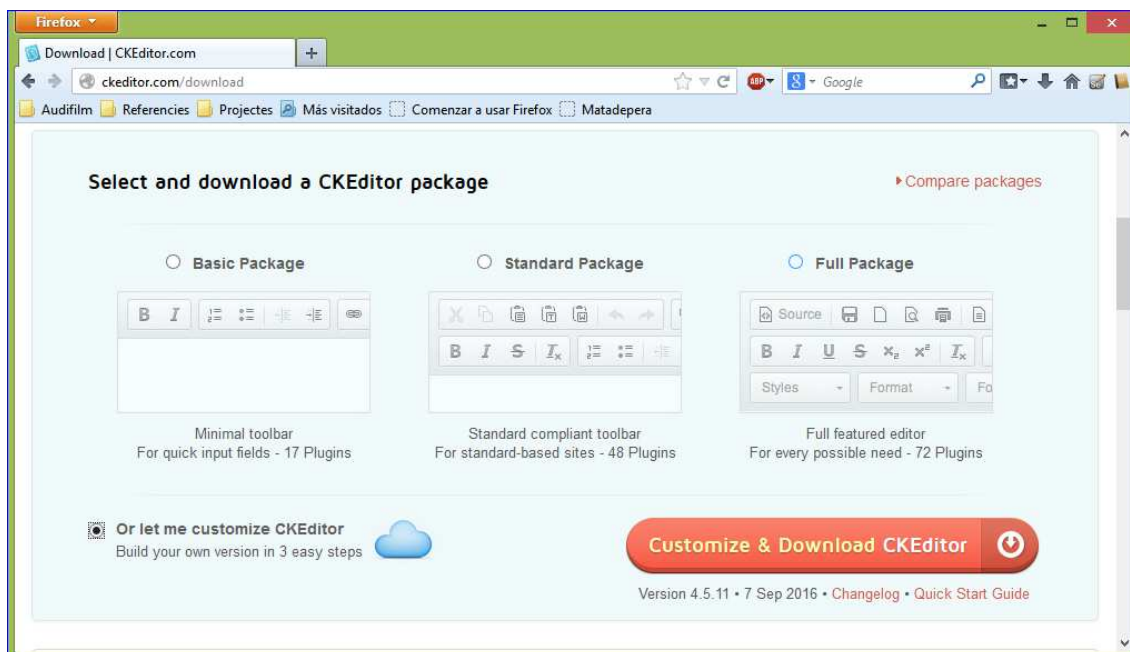 Firefox
Download | CKEditor.com
ckeditor.com/download
ABP
8 Google
Audifilm Referencies Projectes Más visitados Comenzar a usar Firefox Matadepera
Select and download a CKEditor package
Compare packages
Basic Package Standard Package Full Package
B I
Source
B I S Ix
B I U S x₂ x² Ix
Styles Format Fo
Minimal toolbar Standard compliant toolbar Full featured editor
For quick input fields - 17 Plugins For standard-based sites - 48 Plugins For every possible need - 72 Plugins
Or let me customize CKEditor
Build your own version in 3 easy steps
Customize & Download CKEditor
Version 4.5.11 • 7 Sep 2016 • Changelog • Quick Start Guide